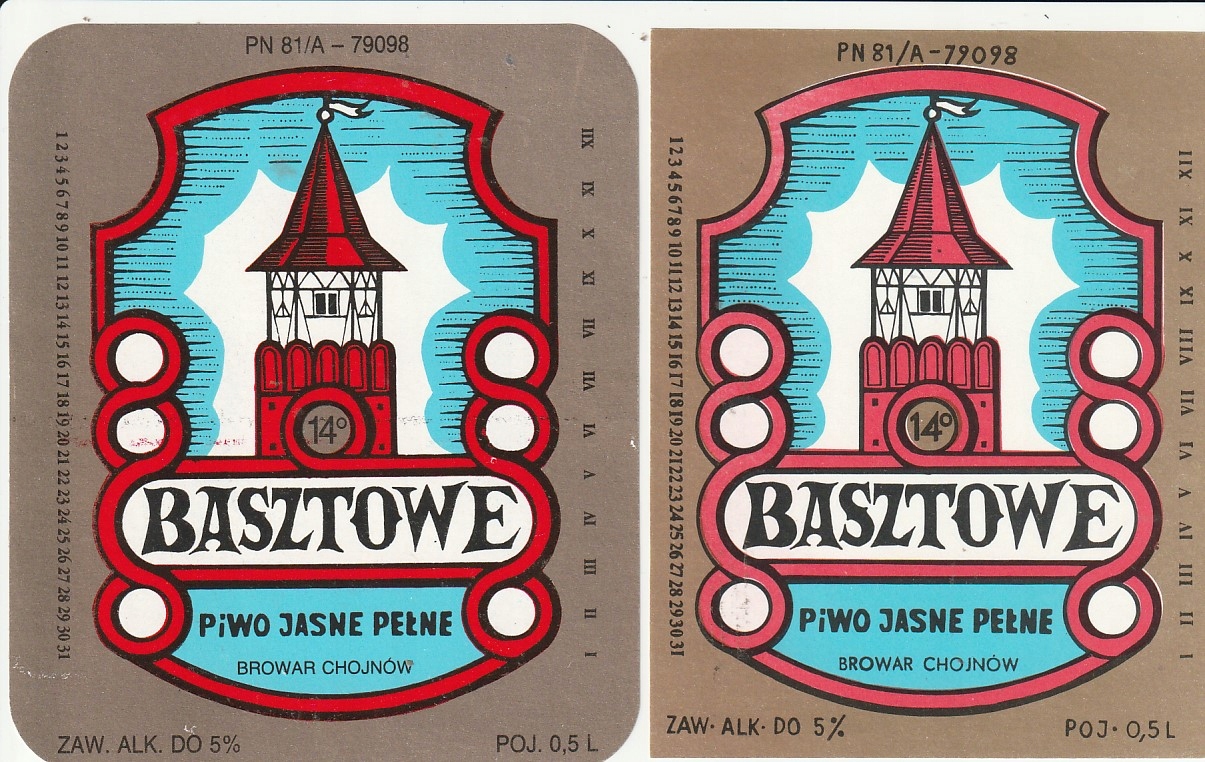 PN 81/A – 79098
1 2 3 4 5 6 7 8 9 10 11 12 13 14 15 16 17 18 19 20 21 22 23 24 25 26 27 28 29 30 31
I II III IV V VI VII VIII IX X XI XII
14°
BASZTOWE
PiWO JASNE PEŁNE
BROWAR CHOJNÓW
ZAW. ALK. DO 5%
POJ. 0,5 L
PN 81/A - 79098
1 2 3 4 5 6 7 8 9 10 11 12 13 14 15 16 17 18 19 20 21 22 23 24 25 26 27 28 29 30 31
I II III IV V VI VII VIII IX X XI XII
14°
BASZTOWE
PiWO JASNE PEŁNE
BROWAR CHOJNÓW
ZAW. ALK. DO 5%
POJ. 0,5 L